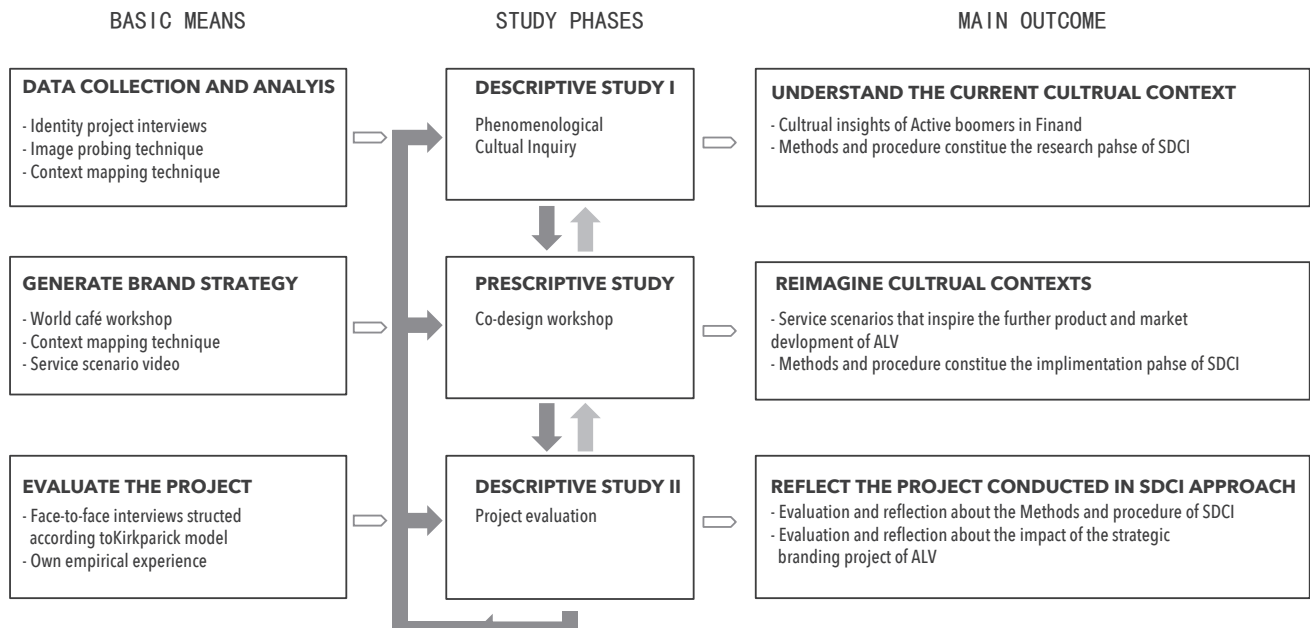 BASIC MEANS
STUDY PHASES
MAIN OUTCOME
DATA COLLECTION AND ANALYIS
- Identity project interviews
- Image probing technique
- Context mapping technique
DESCRIPTIVE STUDY I
Phenomenological
Cultual Inquiry
UNDERSTAND THE CURRENT CULTRUAL CONTEXT
- Cultrual insights of Active boomers in Finand
- Methods and procedure constitue the research pahse of SDCI
GENERATE BRAND STRATEGY
- World café workshop
- Context mapping technique
- Service scenario video
PRESCRIPTIVE STUDY
Co-design workshop
REIMAGINE CULTRUAL CONTEXTS
- Service scenarios that inspire the further product and market
devlopment of ALV
- Methods and procedure constitue the implimentation pahse of SDCI
EVALUATE THE PROJECT
- Face-to-face interviews structed
according toKirkparick model
- Own empirical experience
DESCRIPTIVE STUDY II
Project evaluation
REFLECT THE PROJECT CONDUCTED IN SDCI APPROACH
- Evaluation and reflection about the Methods and procedure of SDCI
- Evaluation and reflection about the impact of the strategic
branding project of ALV